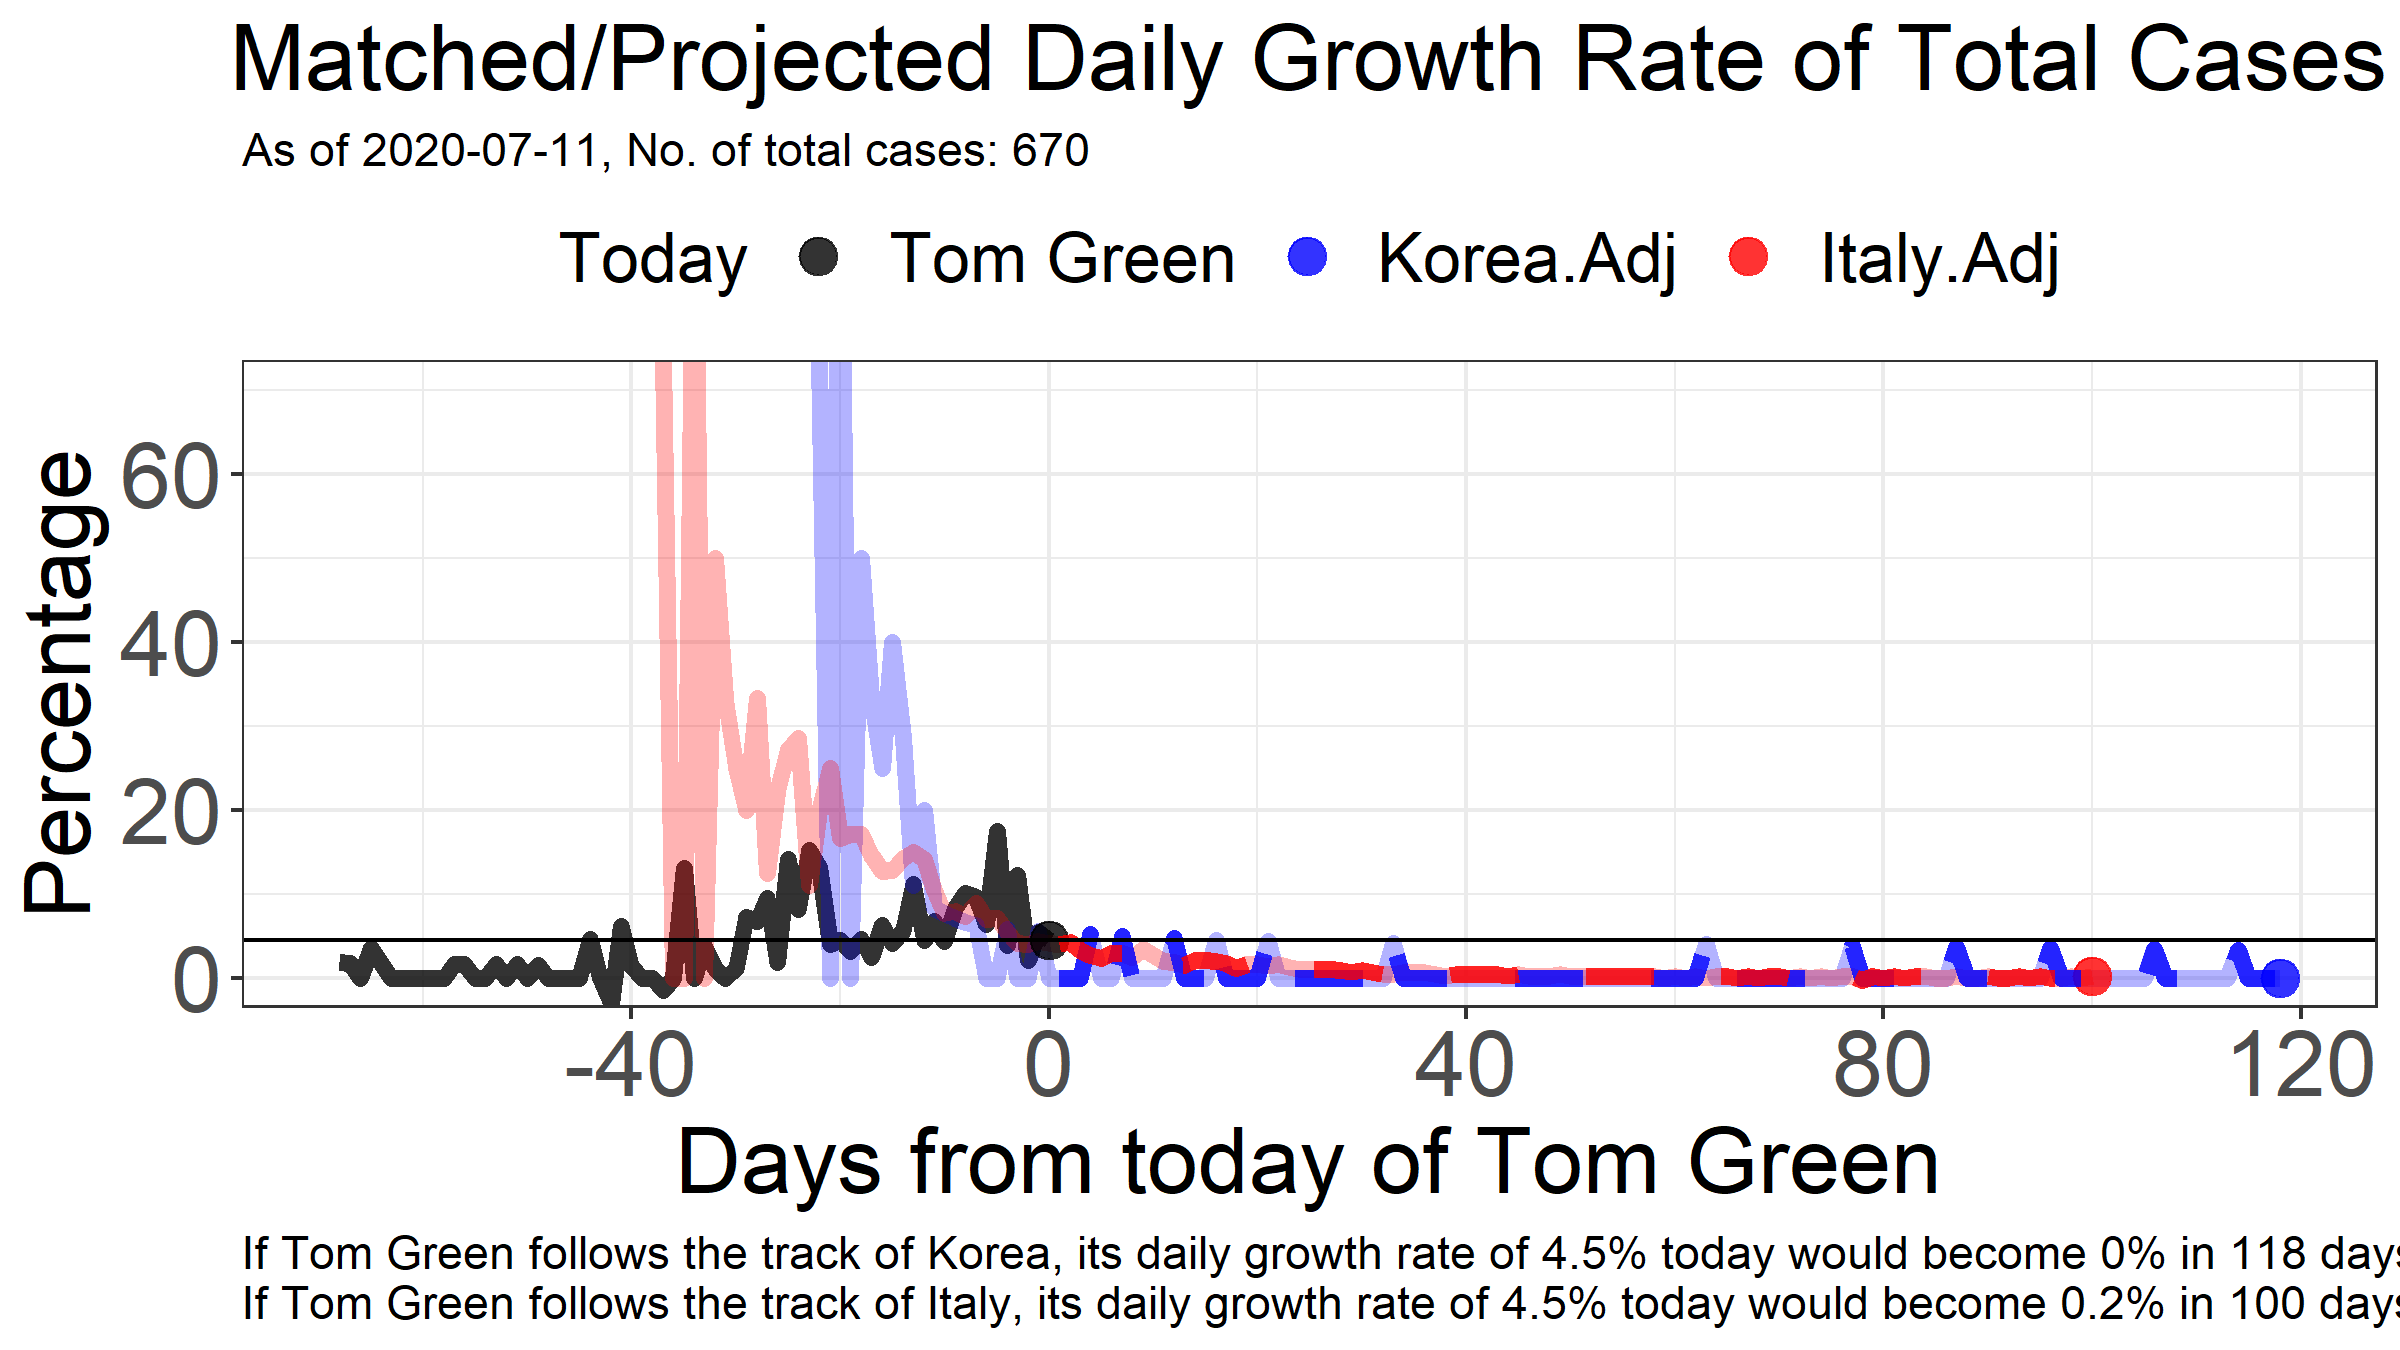 Matched/Projected Daily Growth Rate of Total Cases
As of 2020-07-11, No. of total cases: 670
Today Tom Green Korea.Adj Italy.Adj
Percentage
60
40
20
0
-40 0 40 80 120
Days from today of Tom Green
If Tom Green follows the track of Korea, its daily growth rate of 4.5% today would become 0% in 118 days
If Tom Green follows the track of Italy, its daily growth rate of 4.5% today would become 0.2% in 100 days